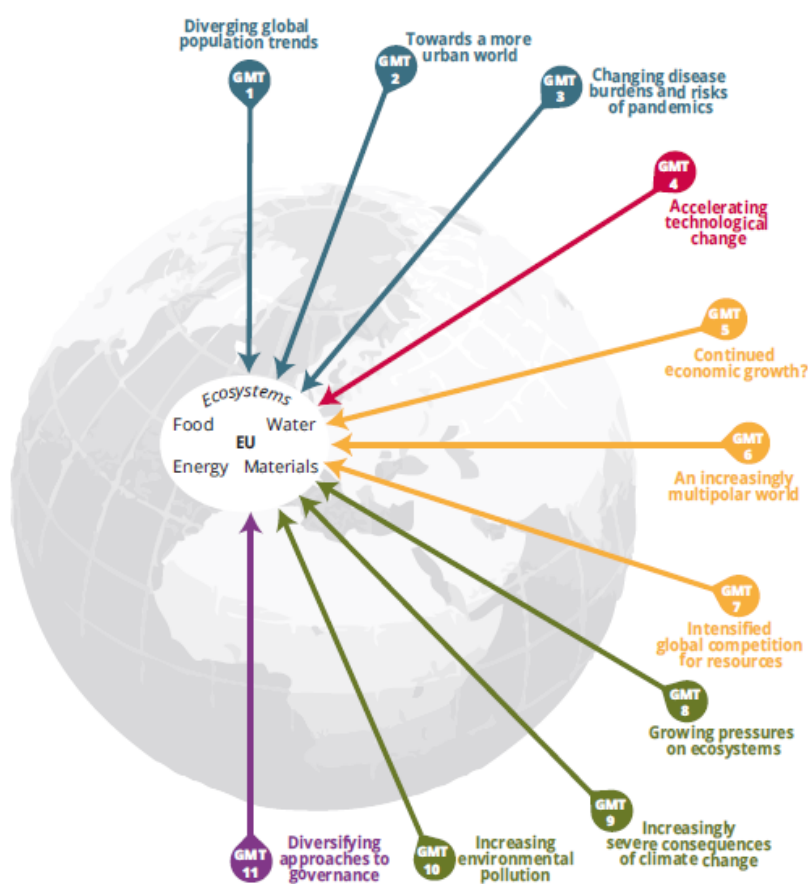 Diverging global
population trends
GMT
1
Towards a more
urban world
GMT
2
Changing disease
burdens and risks
of pandemics
GMT
3
GMT
4
Accelerating
technological
change
GMT
5
Continued
economic growth?
GMT
6
An increasingly
multipolar world
GMT
7
Intensified
global competition
for resources
GMT
8
Growing pressures
on ecosystems
GMT
9
Increasingly
severe consequences
of climate change
GMT
10
Increasing
environmental
pollution
GMT
11
Diversifying
approaches to
governance
Ecosystems
Food Water
EU
Energy Materials